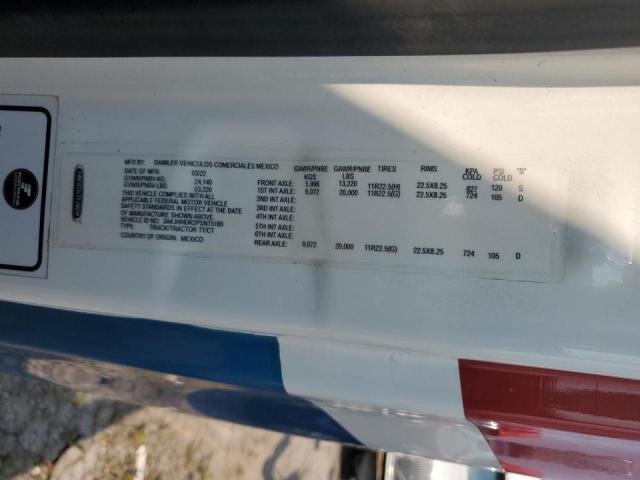 FREIGHTLINER
MFD BY: DAIMLER VEHICULOS COMERCIALES MEXICO
DATE OF MFR: 03/22
GVWR/PNBV-KG: 24,140
GVWR/PNBV-LBS: 53,220
THIS VEHICLE COMPLIES WITH ALL
APPLICABLE FEDERAL MOTOR VEHICLE
SAFETY STANDARDS IN EFFECT AT DATE
OF MANUFACTURE SHOWN ABOVE.
VEHICLE ID NO.: 3AKJHHDR2PSNT5180
TYPE: TRUCK/TRACTOR TT/CT
COUNTRY OF ORIGIN: MEXICO
GAWR/PNBE GAWR/PNBE TIRES RIMS KPA PSI "S"
KGS LBS COLD COLD
FRONT AXLE: 5,996 13,220 11R22.5(H) 22.5X8.25 827 120 S
1ST INT AXLE: 9,072 20,000 11R22.5(G) 22.5X8.25 724 105 D
2ND INT AXLE:
3RD INT AXLE:
4TH INT AXLE:
5TH INT AXLE:
6TH INT AXLE:
REAR AXLE: 9,072 20,000 11R22.5(G) 22.5X8.25 724 105 D